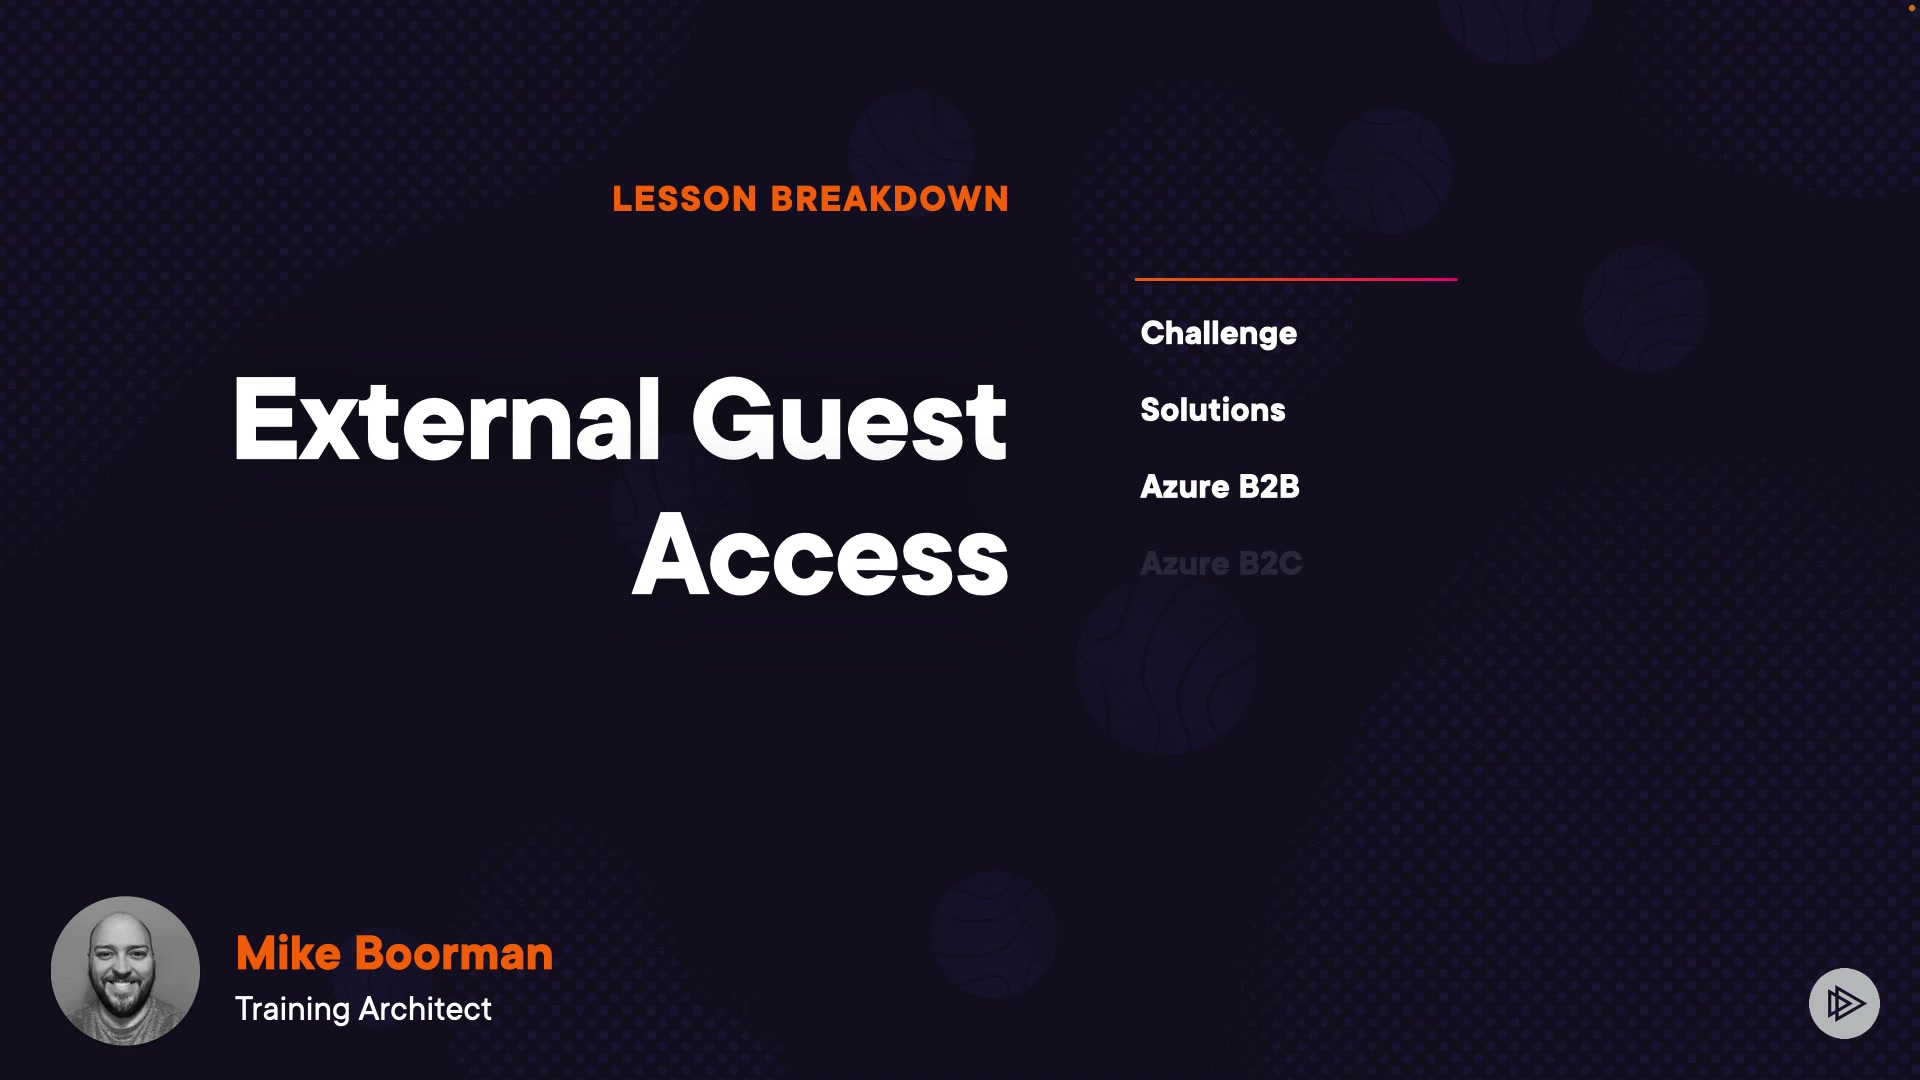 LESSON BREAKDOWN
External Guest
Access
Challenge
Solutions
Azure B2B
Azure B2C
Mike Boorman
Training Architect